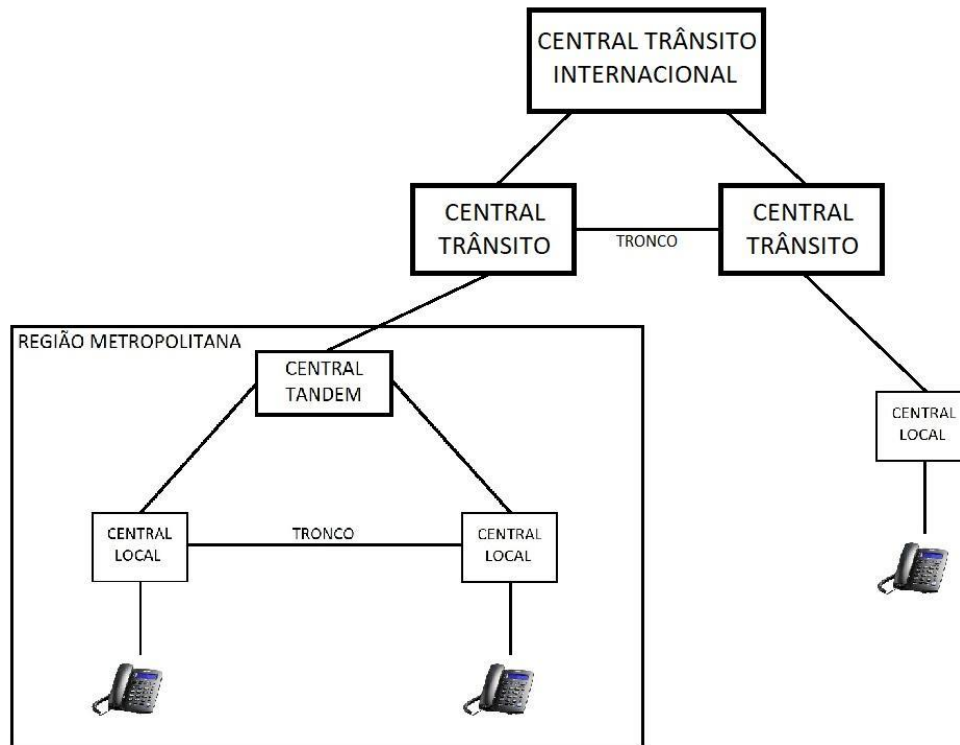 CENTRAL TRÂNSITO
INTERNACIONAL
CENTRAL
TRÂNSITO
TRONCO
CENTRAL
TRÂNSITO
REGIÃO METROPOLITANA
CENTRAL
TANDEM
CENTRAL
LOCAL
CENTRAL
LOCAL
TRONCO
CENTRAL
LOCAL